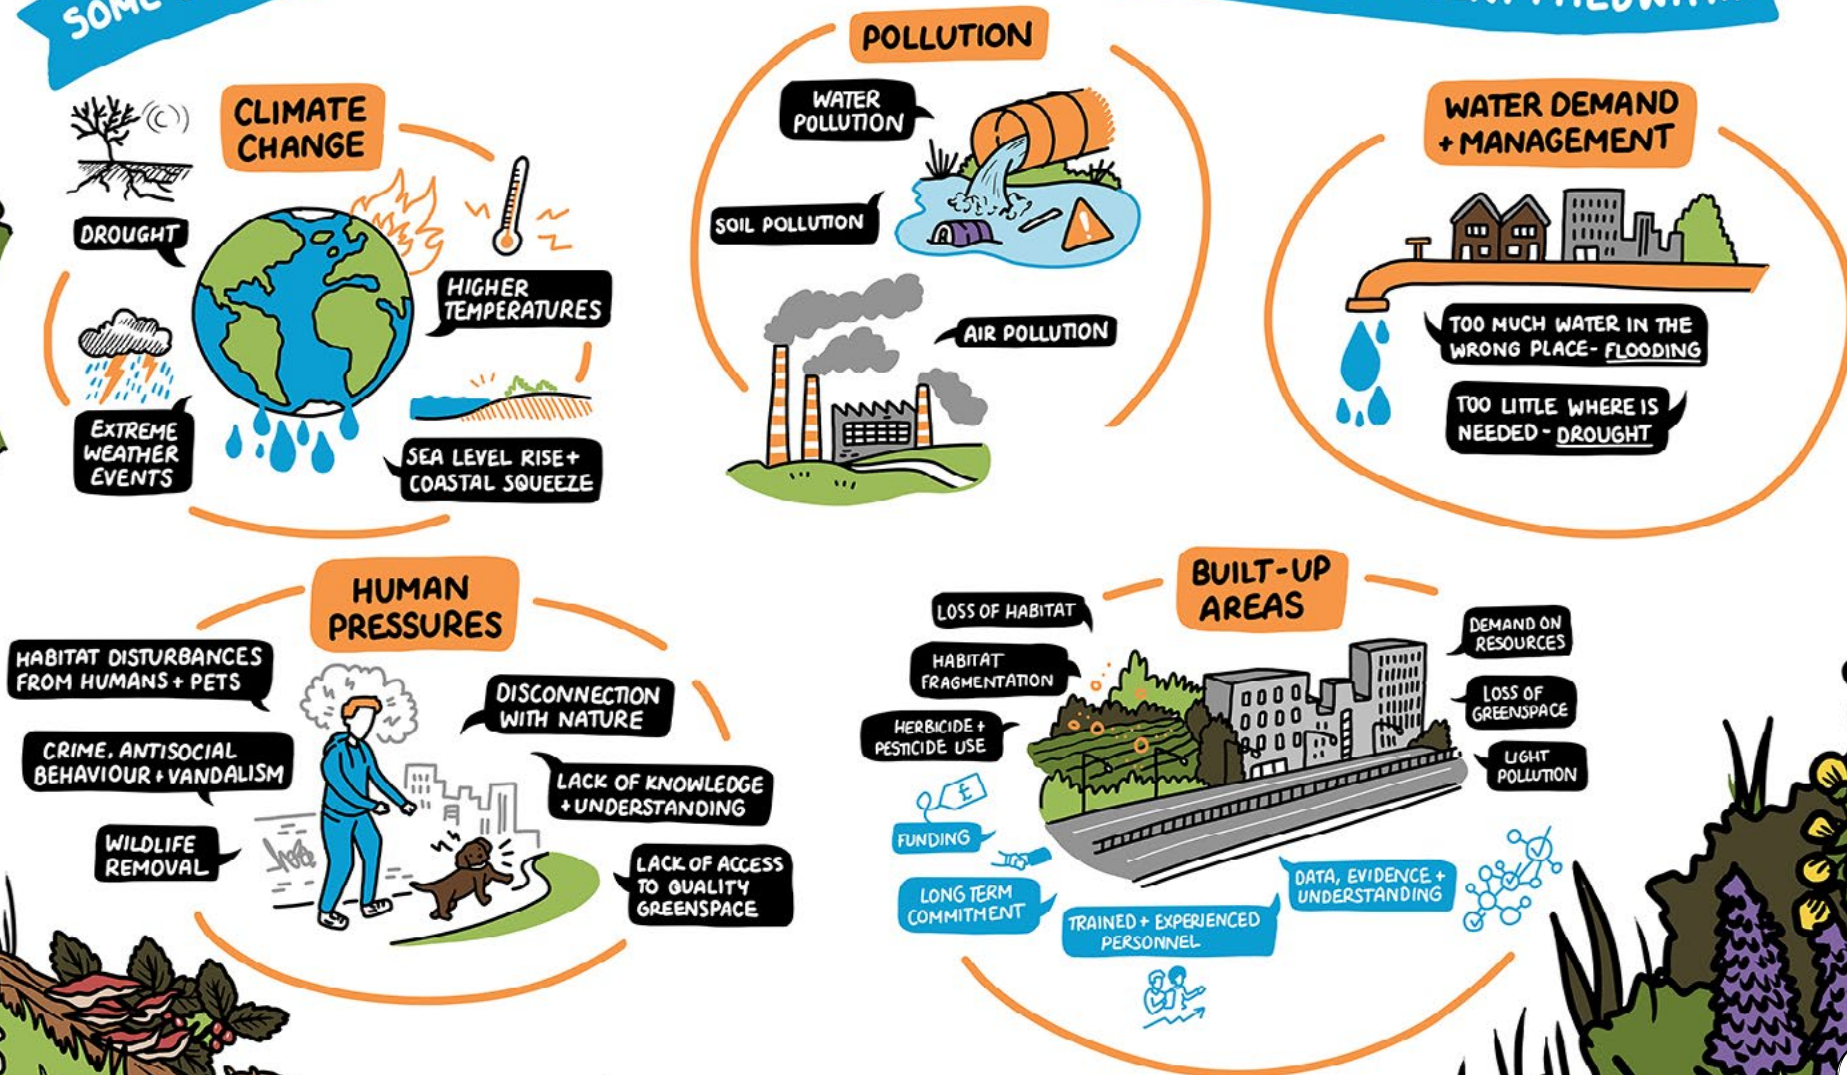 SOME
POLLUTION
WATER
POLLUTION
SOIL POLLUTION
AIR POLLUTION
CLIMATE
CHANGE
DROUGHT
HIGHER
TEMPERATURES
EXTREME
WEATHER
EVENTS
SEA LEVEL RISE+
COASTAL SQUEEZE
WATER DEMAND
+ MANAGEMENT
TOO MUCH WATER IN THE
WRONG PLACE- FLOODING
TOO LITTLE WHERE IS
NEEDED - DROUGHT
HUMAN
PRESSURES
HABITAT DISTURBANCES
FROM HUMANS + PETS
CRIME, ANTISOCIAL
BEHAVIOUR + VANDALISM
WILDLIFE
REMOVAL
DISCONNECTION
WITH NATURE
LACK OF KNOWLEDGE
+ UNDERSTANDING
LACK OF ACCESS
TO QUALITY
GREENSPACE
BUILT-UP
AREAS
LOSS OF HABITAT
HABITAT
FRAGMENTATION
HERBICIDE +
PESTICIDE USE
DEMAND ON
RESOURCES
LOSS OF
GREENSPACE
LIGHT
POLLUTION
£
FUNDING
LONG TERM
COMMITMENT
TRAINED + EXPERIENCED
PERSONNEL
DATA, EVIDENCE +
UNDERSTANDING